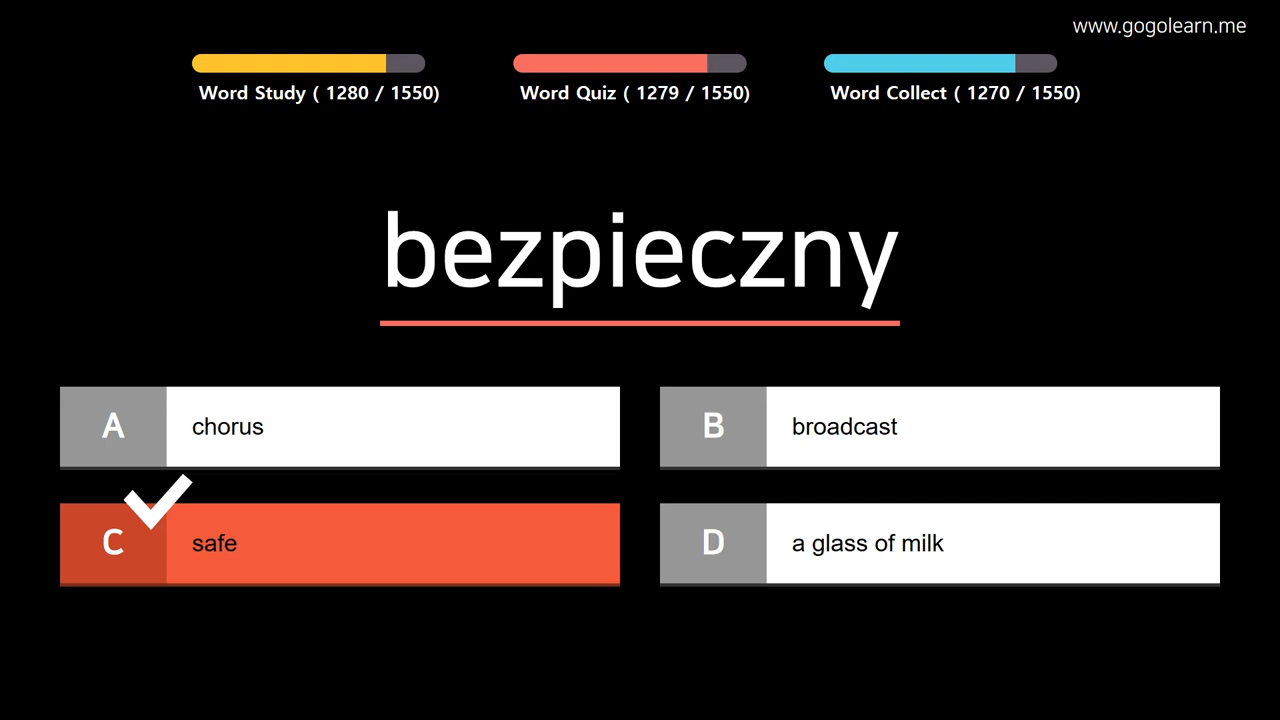 www.gogolearn.me
Word Study ( 1280 / 1550)
Word Quiz ( 1279 / 1550)
Word Collect ( 1270 / 1550)
bezpieczny
A chorus
B broadcast
C safe
D a glass of milk